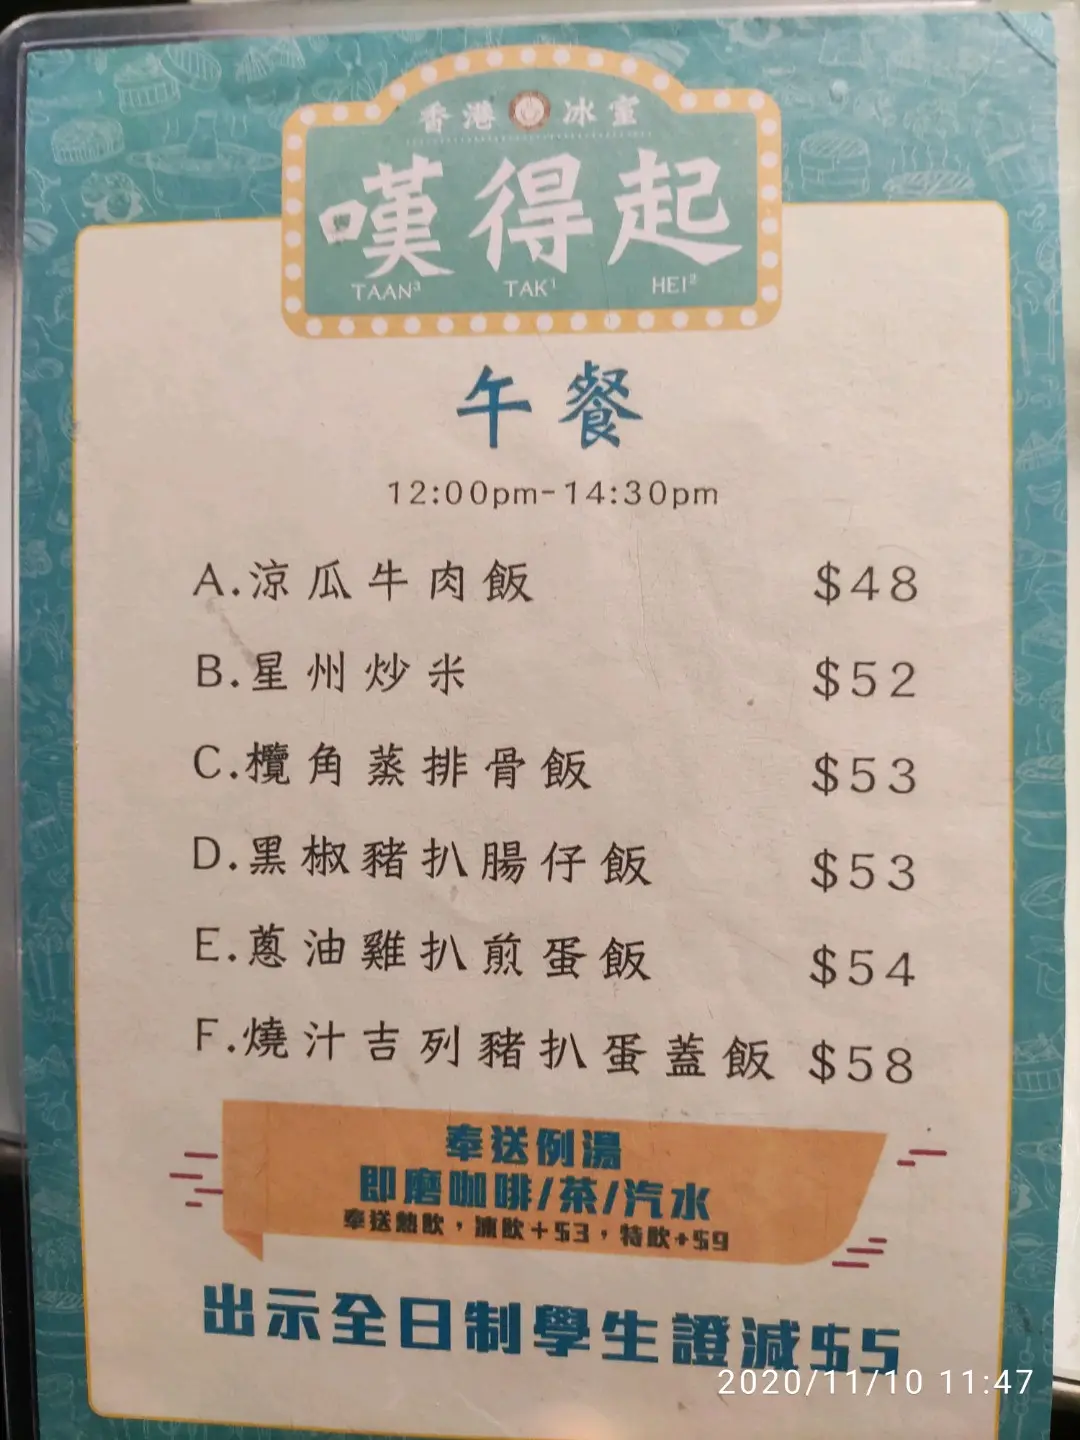 香港冰室
嘆得起
TAAN³ TAK¹ HEI²
午餐
12:00pm-14:30pm
A.涼瓜牛肉飯 $48
B.星州炒米 $52
C.欖角蒸排骨飯 $53
D.黑椒豬扒腸仔飯 $53
E.蔥油雞扒煎蛋飯 $54
F.燒汁吉列豬扒蛋蓋飯 $58
奉送例湯
即磨咖啡/茶/汽水
奉送熱飲，凍飲+$3，特飲+$9
出示全日制學生證減$5
2020/11/10 11:47